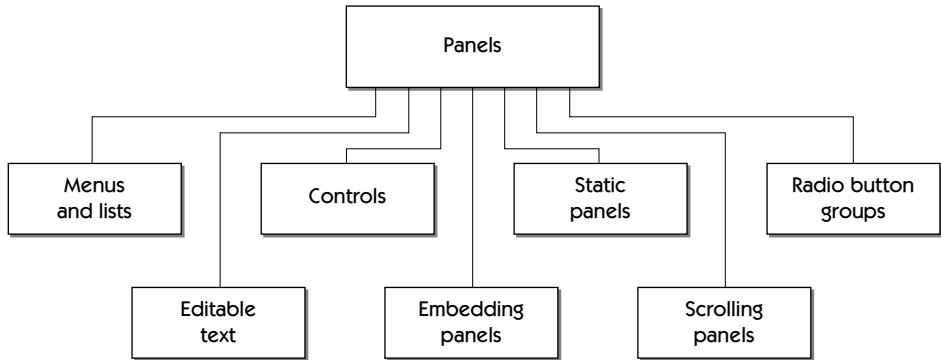 Panels
Menus
and lists
Controls
Static
panels
Radio button
groups
Editable
text
Embedding
panels
Scrolling
panels